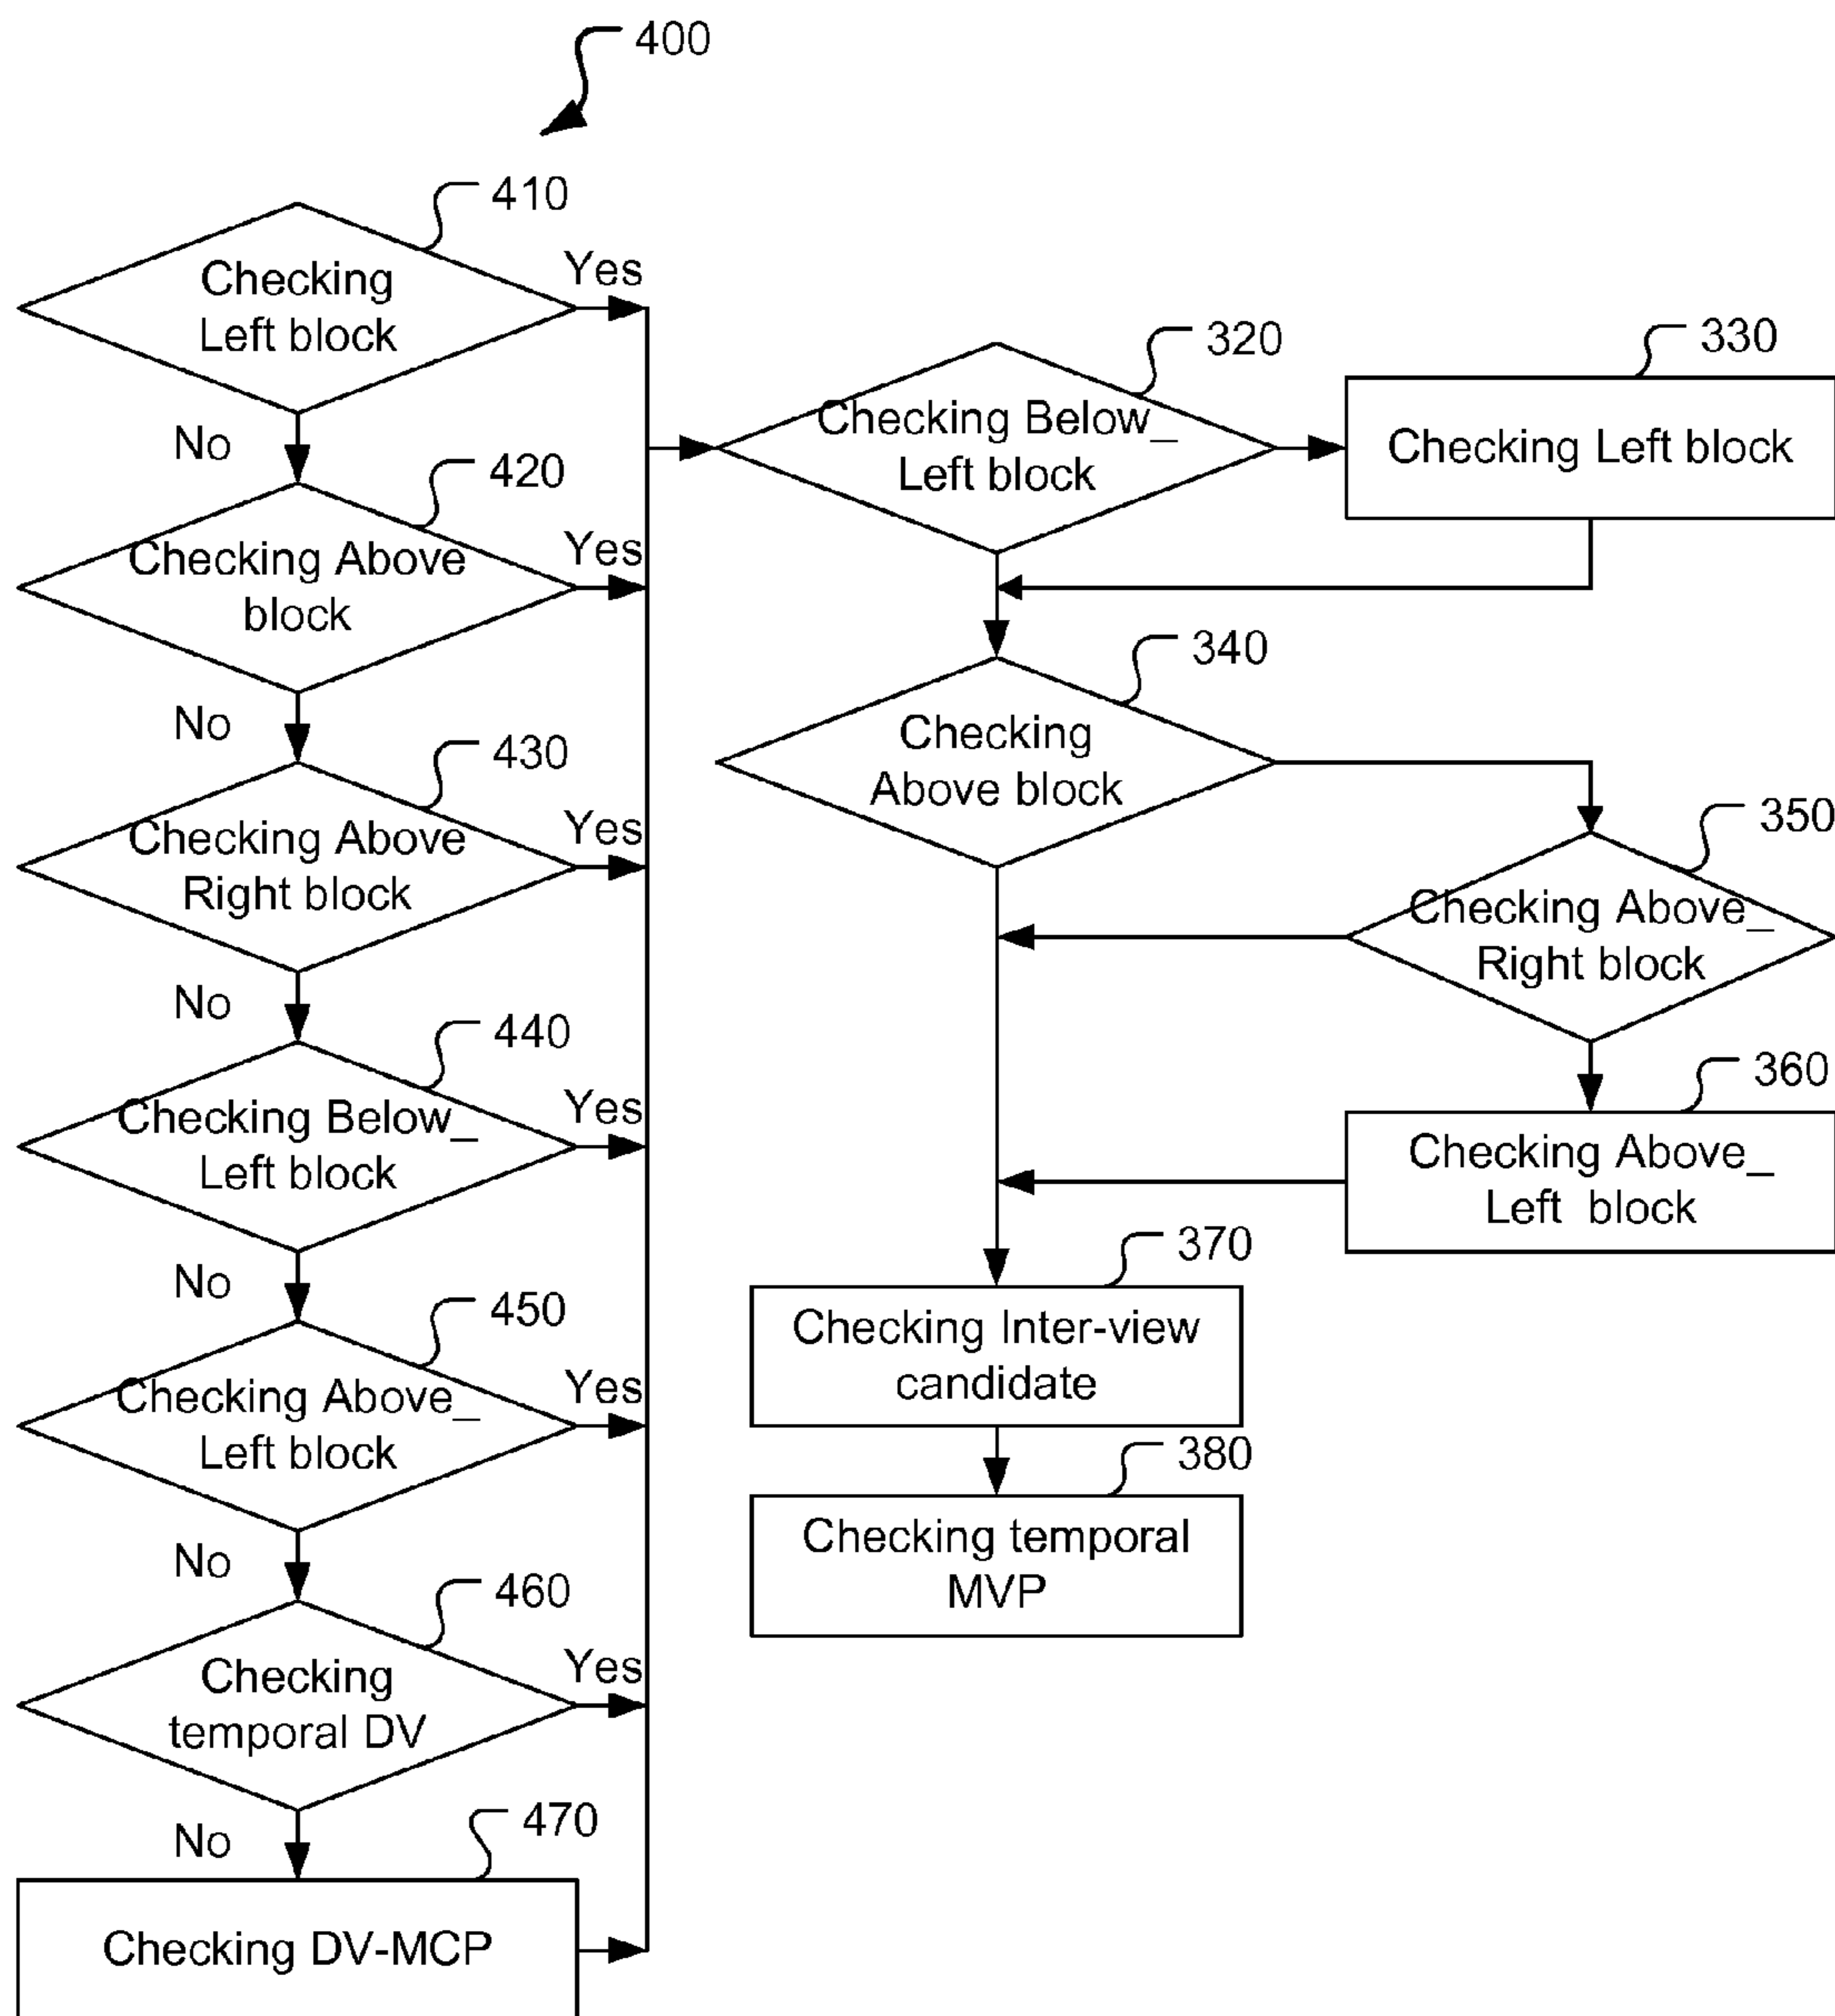 400
410
Checking
Left block
Yes
No
420
Checking Above
block
Yes
No
430
Checking Above
Right block
Yes
No
440
Checking Below_
Left block
Yes
No
450
Checking Above_
Left block
Yes
No
460
Checking
temporal DV
Yes
No
470
Checking DV-MCP
320
Checking Below_
Left block
330
Checking Left block
340
Checking
Above block
350
Checking Above_
Right block
360
Checking Above_
Left block
370
Checking Inter-view
candidate
380
Checking temporal
MVP